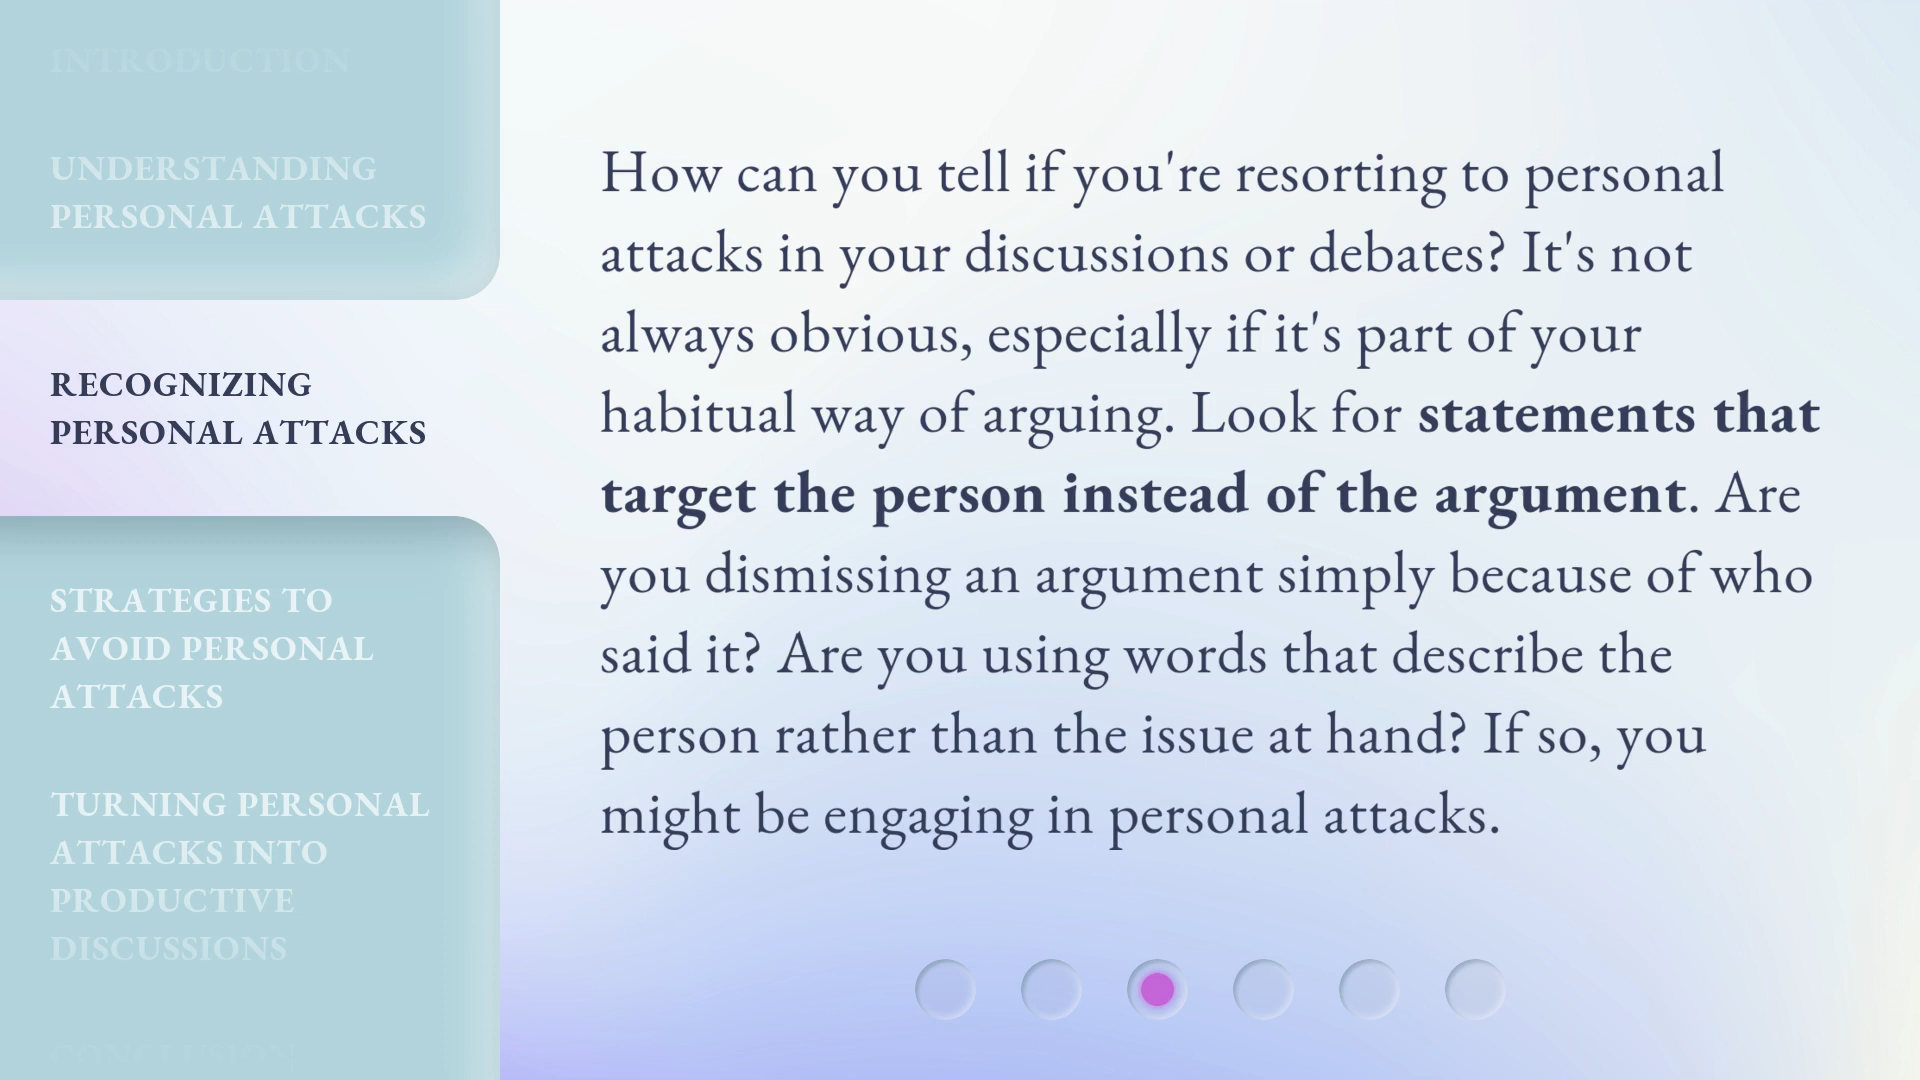 INTRODUCTION
UNDERSTANDING
PERSONAL ATTACKS
RECOGNIZING
PERSONAL ATTACKS
STRATEGIES TO
AVOID PERSONAL
ATTACKS
TURNING PERSONAL
ATTACKS INTO
PRODUCTIVE
DISCUSSIONS
CONCLUSION
How can you tell if you're resorting to personal
attacks in your discussions or debates? It's not
always obvious, especially if it's part of your
habitual way of arguing. Look for statements that
target the person instead of the argument. Are
you dismissing an argument simply because of who
said it? Are you using words that describe the
person rather than the issue at hand? If so, you
might be engaging in personal attacks.